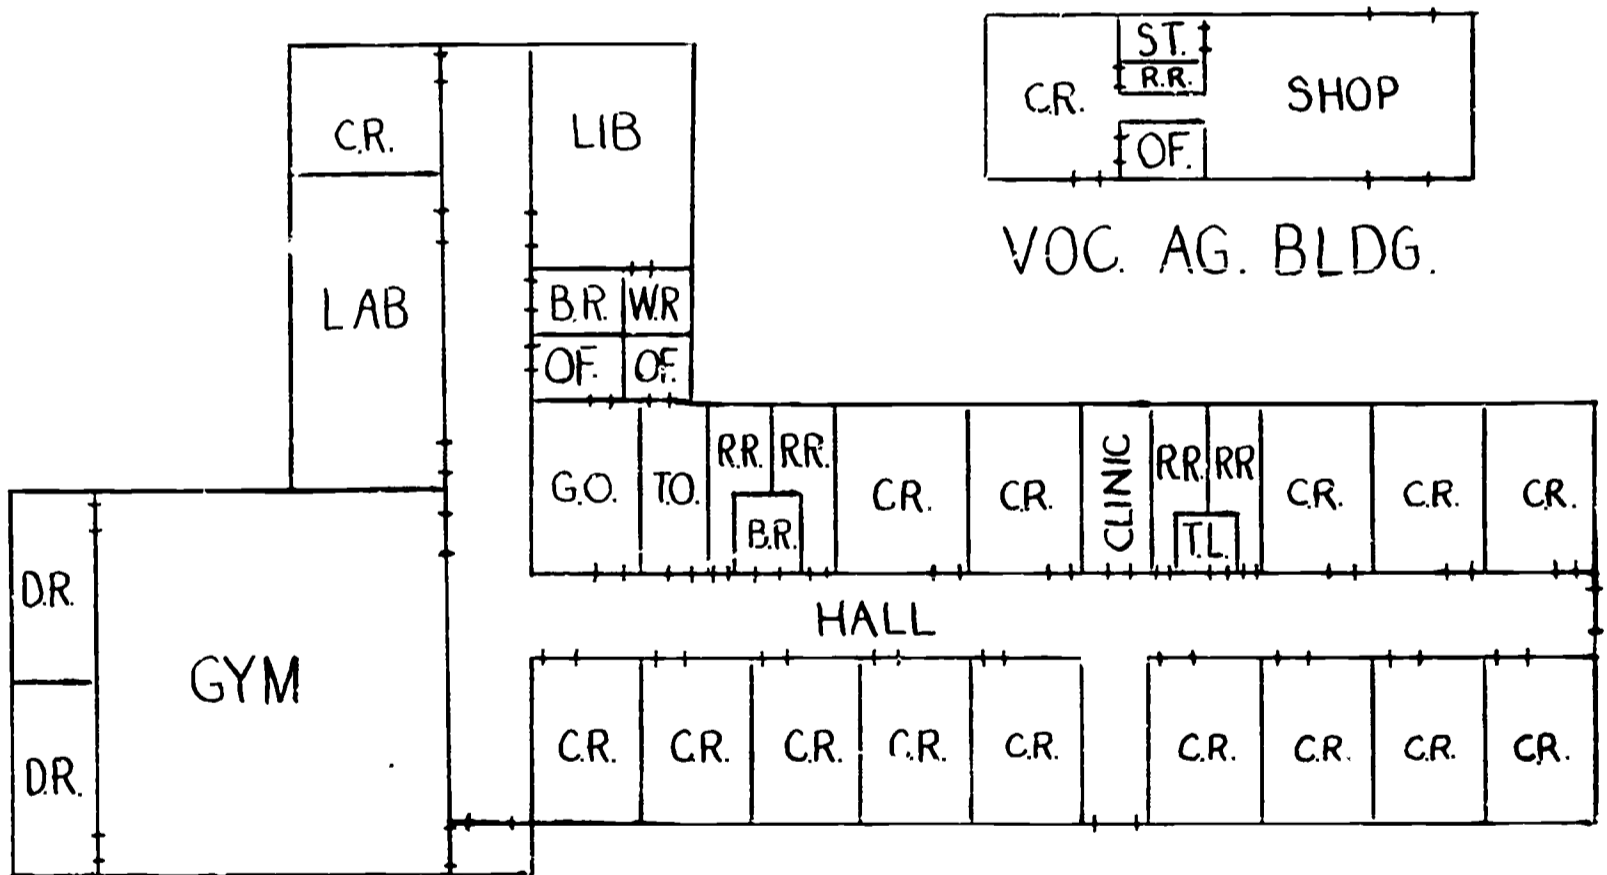 ST.
R.R.
C.R.
SHOP
OF.
VOC. AG. BLDG.
C.R.
LIB
LAB
B.R.
W.R
OF.
OF.
G.O.
T.O.
R.R.
R.R.
B.R.
C.R.
C.R.
CLINIC
R.R.
RR
T.L.
C.R.
C.R.
C.R.
HALL
D.R.
GYM
D.R.
C.R.
C.R.
C.R.
C.R.
C.R.
C.R.
C.R.
C.R.
C.R.